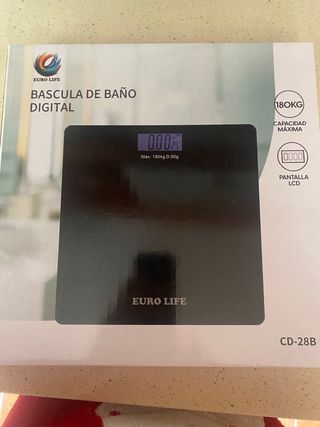 EURO LIFE
BASCULA DE BAÑO
DIGITAL
180KG
CAPACIDAD
MÁXIMA
PANTALLA
LCD
Max: 180kg D:50g
EURO LIFE
CD-28B